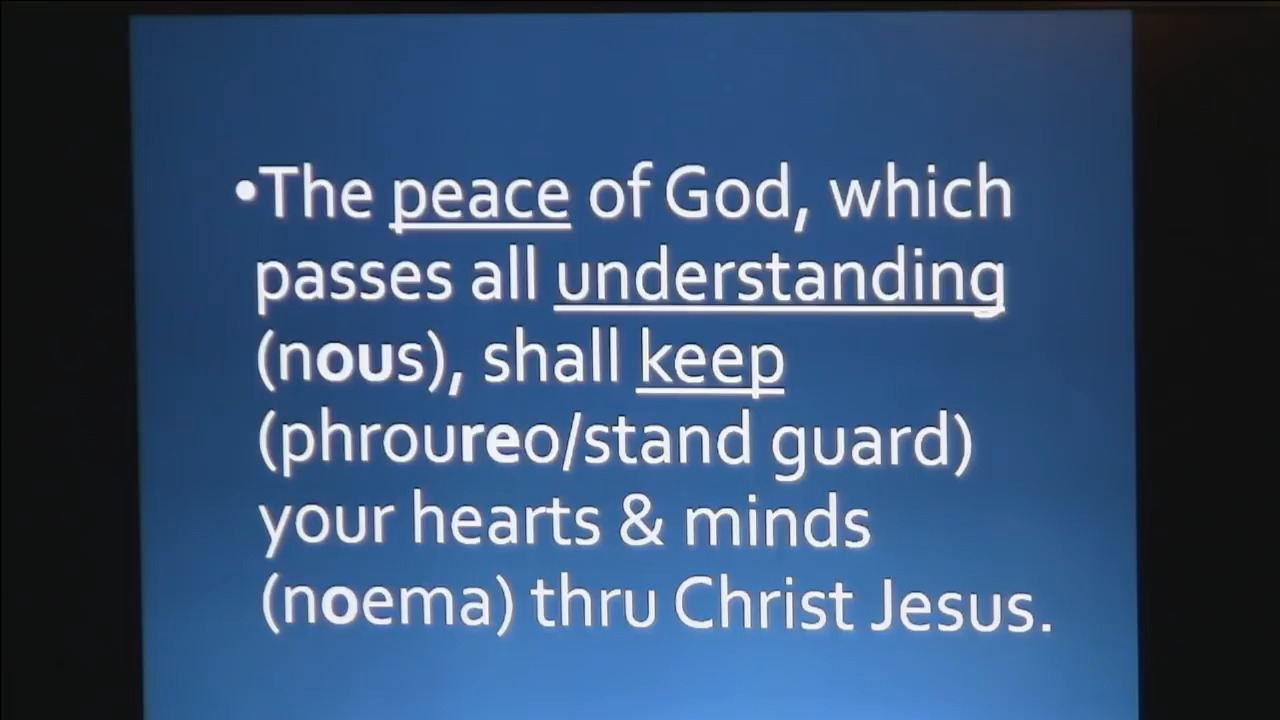 •The peace of God, which
passes all understanding
(nous), shall keep
(phroureo/stand guard)
your hearts & minds
(noema) thru Christ Jesus.